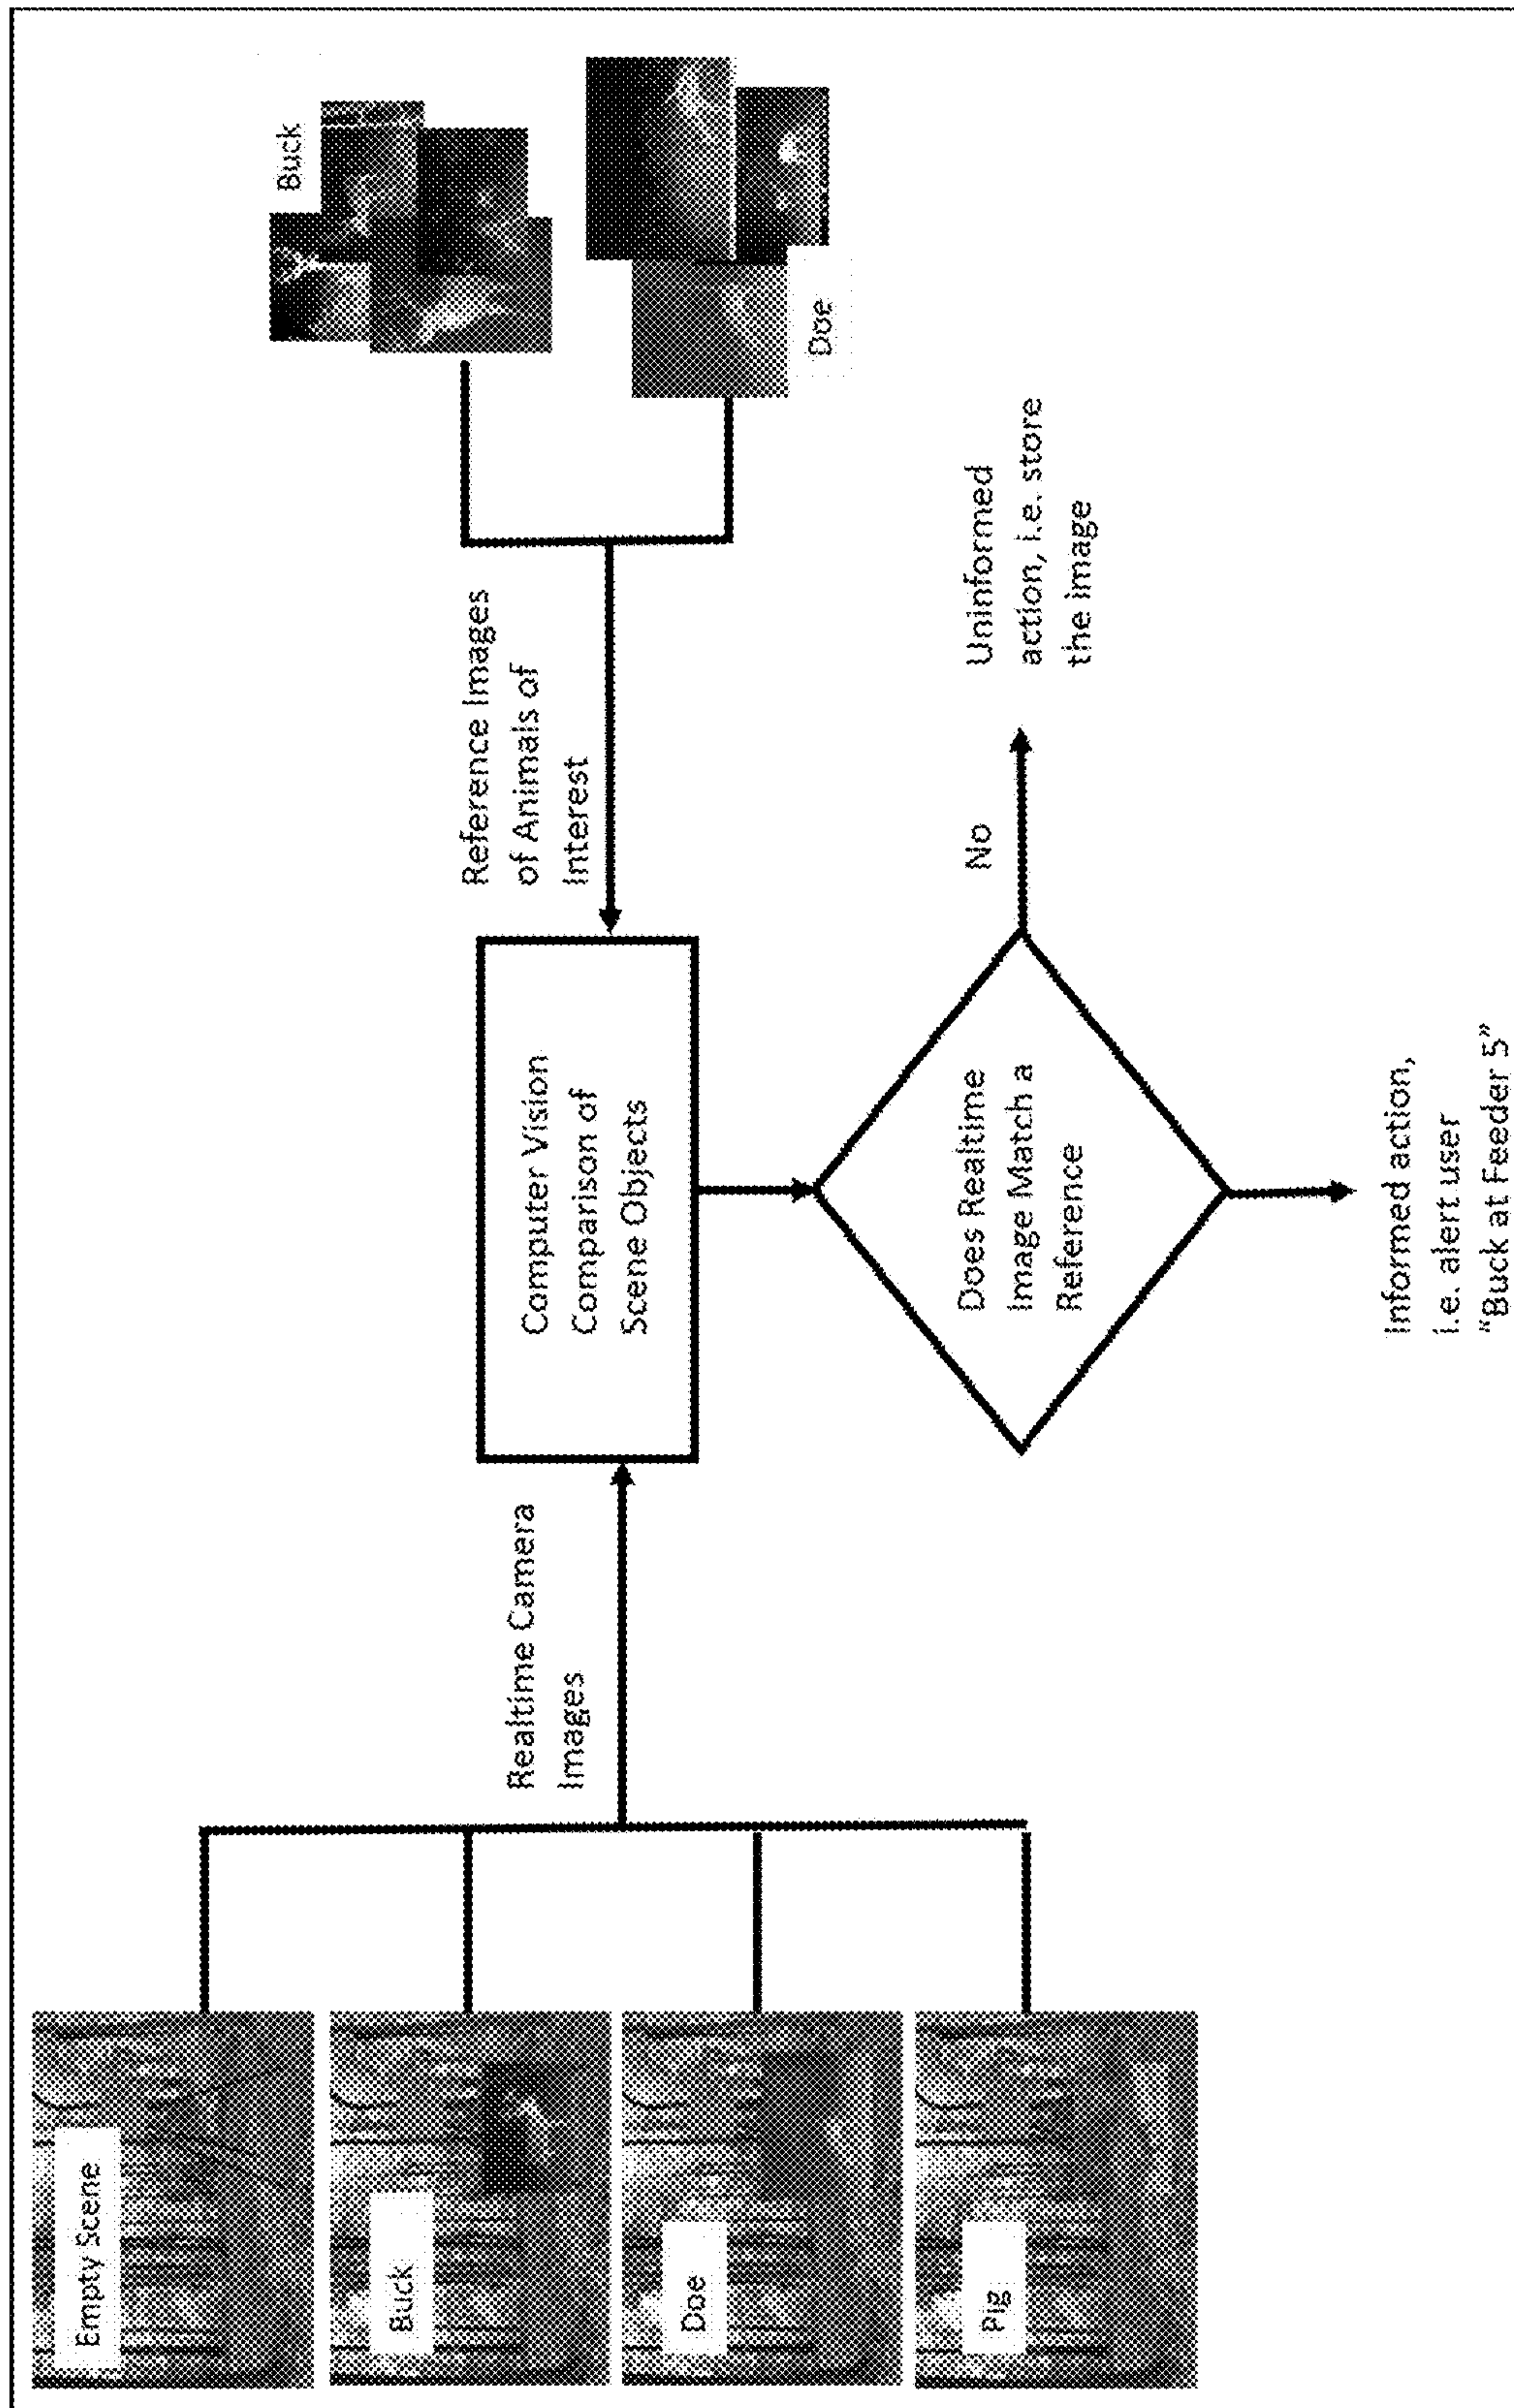 Empty Scene
Buck
Doe
Pig
Realtime Camera
Images
Computer Vision
Comparison of
Scene Objects
Reference Images
of Animals of
Interest
Buck
Doe
Does Realtime
Image Match a
Reference
No
Uninformed
action, i.e. store
the image
Informed action,
i.e. alert user
"Buck at Feeder 5"